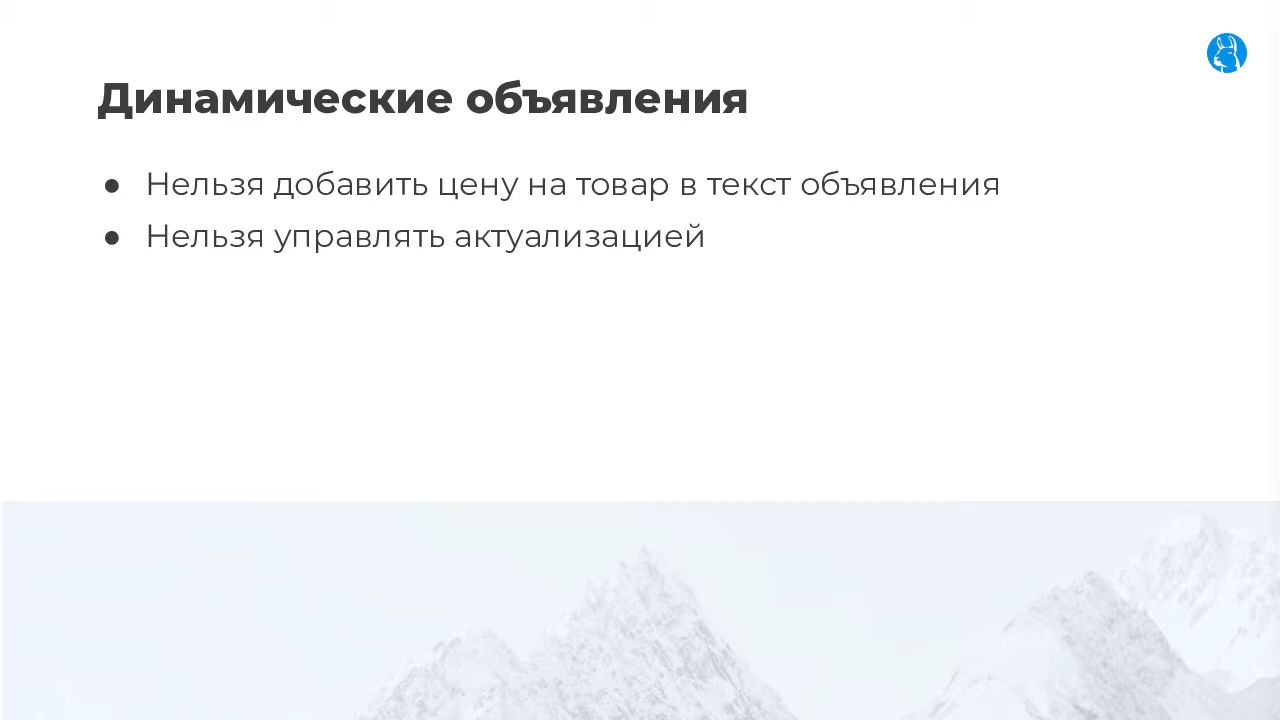 Динамические объявления
● Нельзя добавить цену на товар в текст объявления
● Нельзя управлять актуализацией